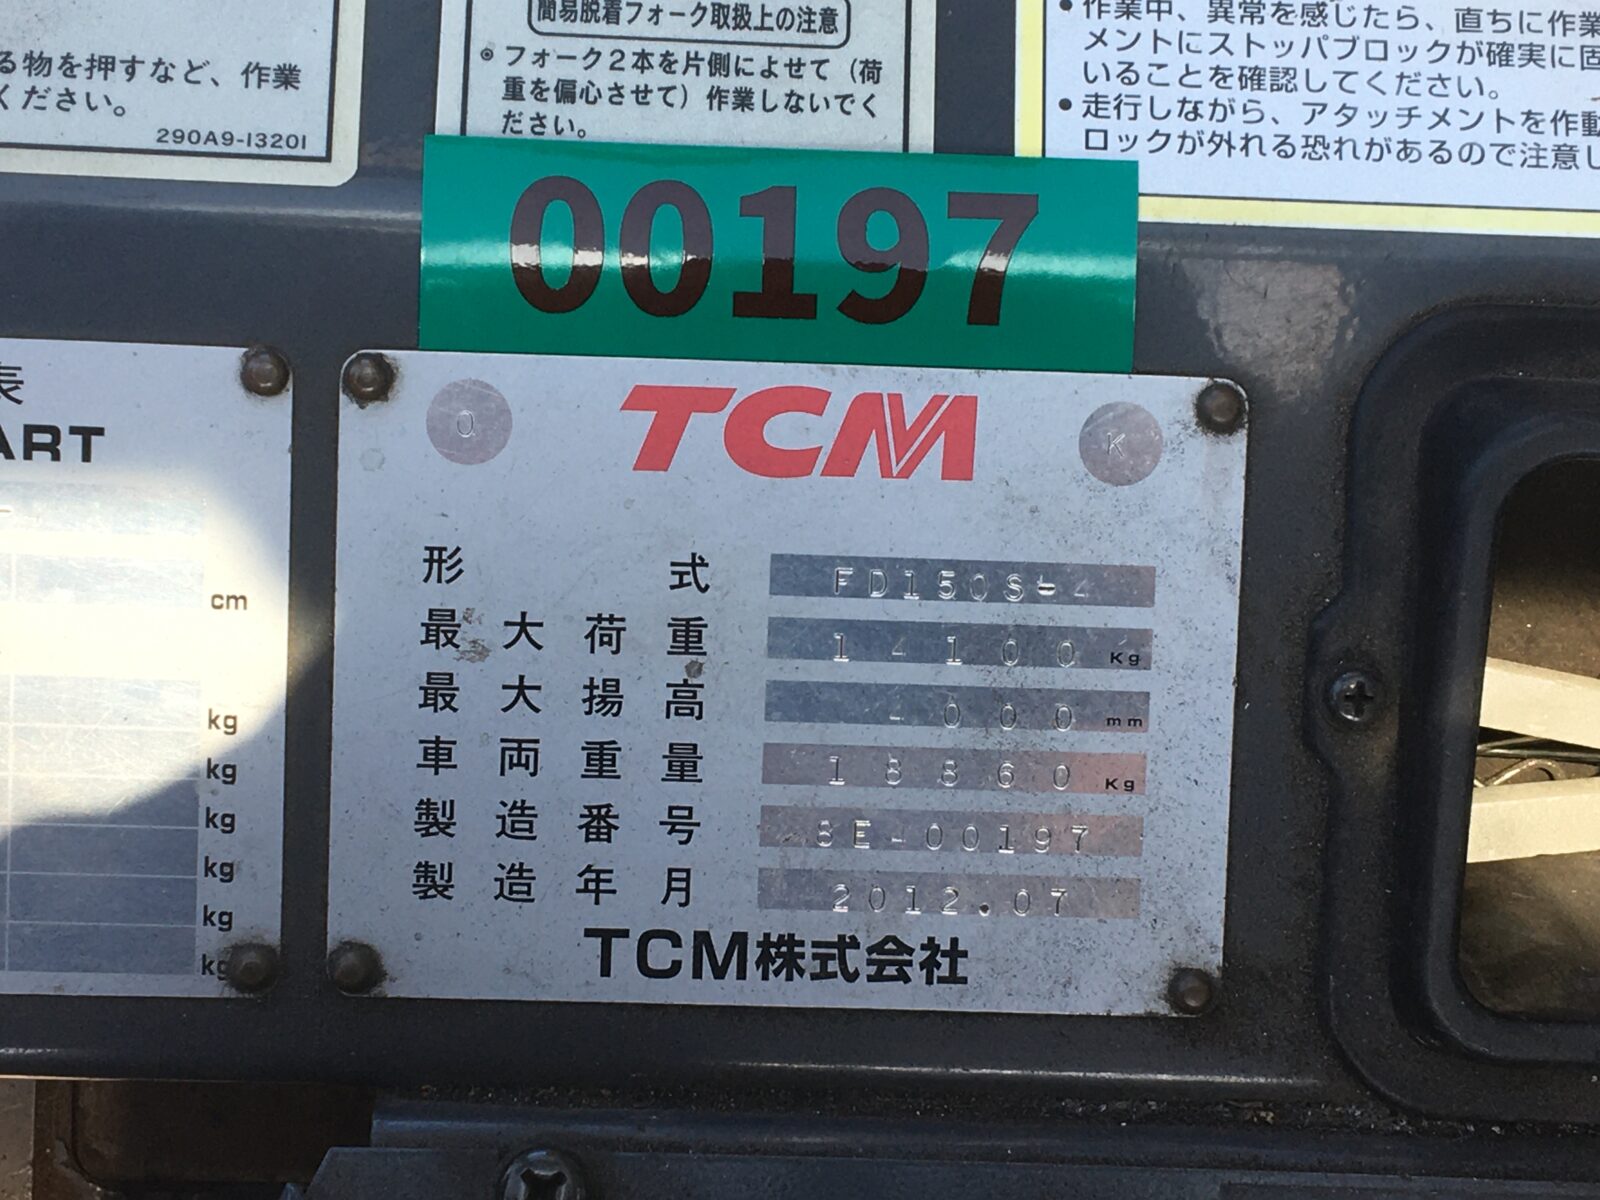 る物を押すなど、作業
ください。
290A9-13201
簡易脱着フォーク取扱上の注意
◎フォーク2本を片側によせて（荷
重を偏心させて）作業しないでく
ださい。
●作業中、異常を感じたら、直ちに作業
メントにストッパブロックが確実に固
いることを確認してください。
●走行しながら、アタッチメントを作動
ロックが外れる恐れがあるので注意し
00197
表
ART
cm
kg
kg
kg
kg
kg
kg
O TCM K
形式 FD150S-4
最大荷重 14100 Kg
最大揚高 000 mm
車両重量 18860 Kg
製造番号 8E-00197
製造年月 2012.07
TCM株式会社